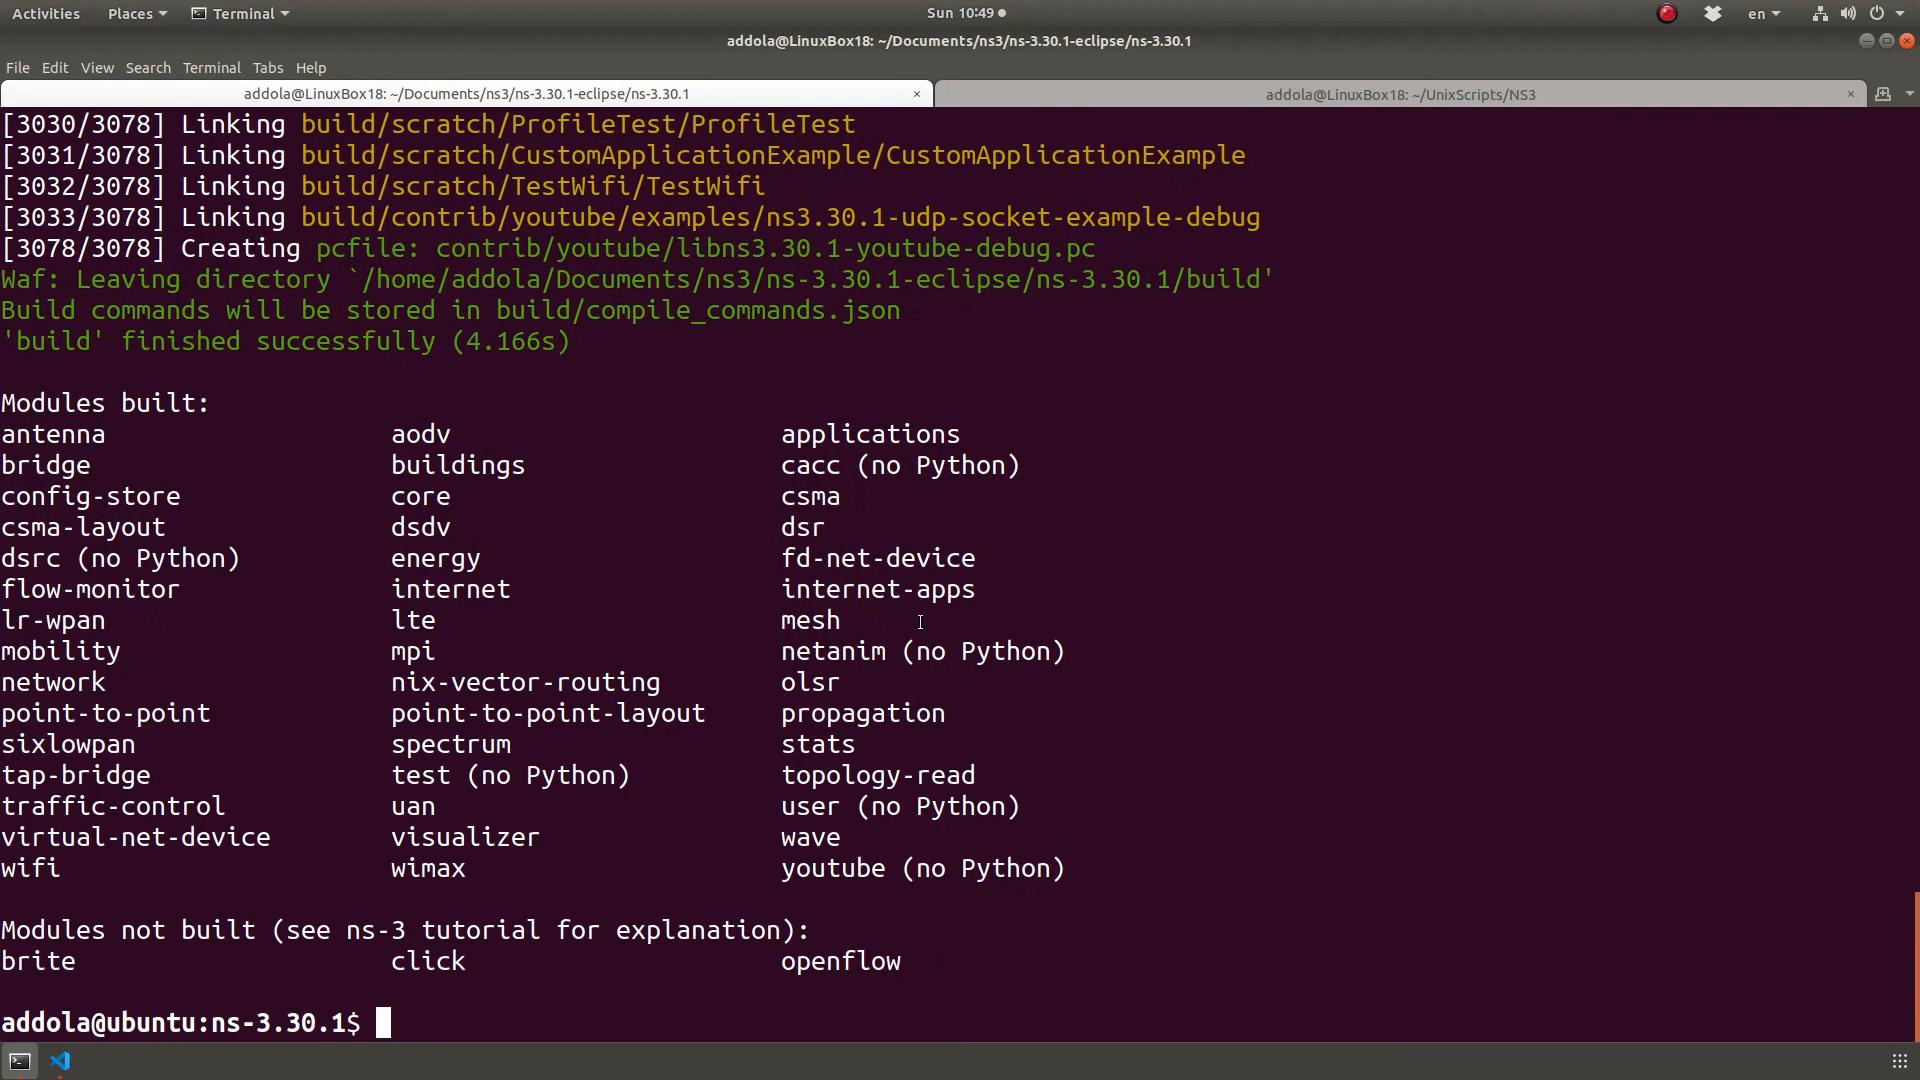 Activities Places Terminal Sun 10:49 en
addola@LinuxBox18: ~/Documents/ns3/ns-3.30.1-eclipse/ns-3.30.1
File Edit View Search Terminal Tabs Help
addola@LinuxBox18: ~/Documents/ns3/ns-3.30.1-eclipse/ns-3.30.1 × addola@LinuxBox18: ~/UnixScripts/NS3 ×
[3030/3078] Linking build/scratch/ProfileTest/ProfileTest
[3031/3078] Linking build/scratch/CustomApplicationExample/CustomApplicationExample
[3032/3078] Linking build/scratch/TestWifi/TestWifi
[3033/3078] Linking build/contrib/youtube/examples/ns3.30.1-udp-socket-example-debug
[3078/3078] Creating pcfile: contrib/youtube/libns3.30.1-youtube-debug.pc
Waf: Leaving directory `/home/addola/Documents/ns3/ns-3.30.1-eclipse/ns-3.30.1/build'
Build commands will be stored in build/compile_commands.json
'build' finished successfully (4.166s)
Modules built:
antenna aodv applications
bridge buildings cacc (no Python)
config-store core csma
csma-layout dsdv dsr
dsrc (no Python) energy fd-net-device
flow-monitor internet internet-apps
lr-wpan lte mesh
mobility mpi netanim (no Python)
network nix-vector-routing olsr
point-to-point point-to-point-layout propagation
sixlowpan spectrum stats
tap-bridge test (no Python) topology-read
traffic-control uan user (no Python)
virtual-net-device visualizer wave
wifi wimax youtube (no Python)
Modules not built (see ns-3 tutorial for explanation):
brite click openflow
addola@ubuntu:ns-3.30.1$